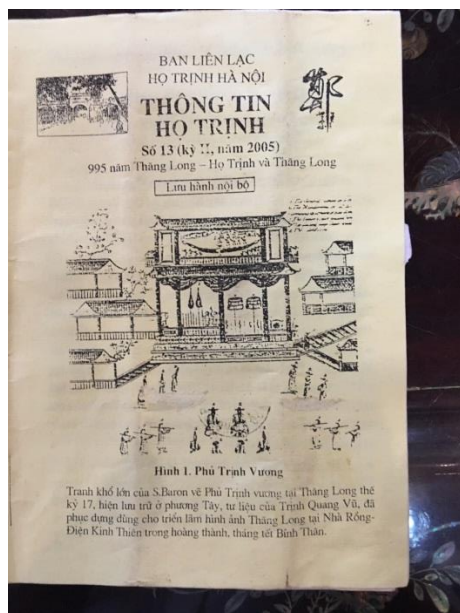 BAN LIÊN LẠC
HỌ TRỊNH HÀ NỘI
THÔNG TIN
HỌ TRỊNH
Số 13 (kỳ II, năm 2005)
995 năm Thăng Long – Họ Trịnh và Thăng Long
Lưu hành nội bộ
Hình 1. Phủ Trịnh Vương
Tranh khổ lớn của S.Baron vẽ Phủ Trịnh vương tại Thăng Long thế
kỷ 17, hiện lưu trữ ở phương Tây, tư liệu của Trịnh Quang Vũ, đã
phục dựng dùng cho triển lãm hình ảnh Thăng Long tại Nhà Rồng-
Điện Kính Thiên trong hoàng thành, tháng tết Bính Thân.